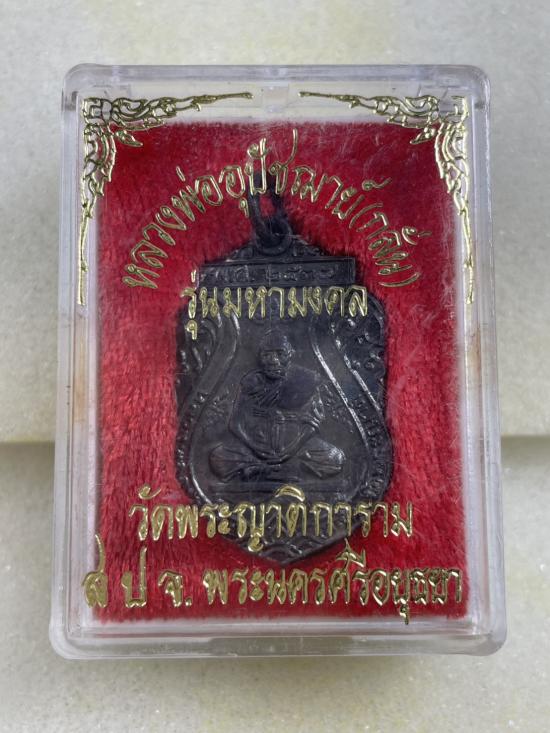 หลวงพ่ออุปัชฌาย์(กลั่น)
รุ่นมหามงคล
วัดพระญาติการาม
ส ป จ. พระนครศรีอยุธยา